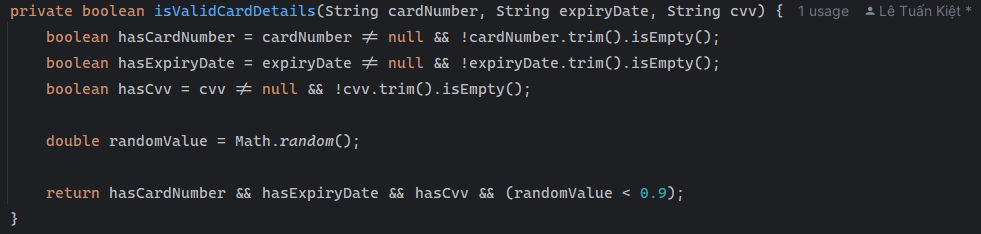 private boolean isValidCardDetails(String cardNumber, String expiryDate, String cvv) { 1 usage Lê Tuấn Kiệt *
    boolean hasCardNumber = cardNumber ≠ null && !cardNumber.trim().isEmpty();
    boolean hasExpiryDate = expiryDate ≠ null && !expiryDate.trim().isEmpty();
    boolean hasCvv = cvv ≠ null && !cvv.trim().isEmpty();

    double randomValue = Math.random();

    return hasCardNumber && hasExpiryDate && hasCvv && (randomValue < 0.9);
}